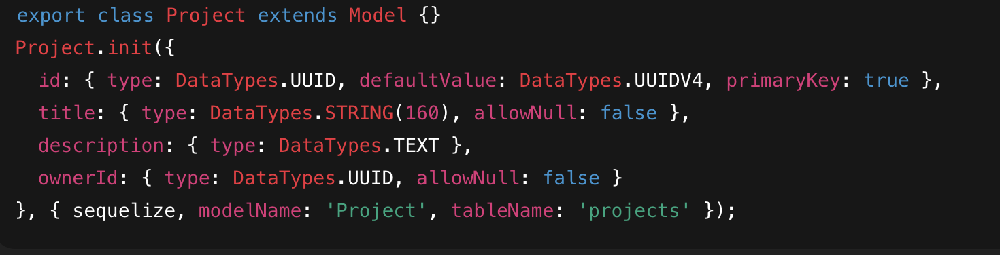 export class Project extends Model {}
Project.init({
  id: { type: DataTypes.UUID, defaultValue: DataTypes.UUIDV4, primaryKey: true },
  title: { type: DataTypes.STRING(160), allowNull: false },
  description: { type: DataTypes.TEXT },
  ownerId: { type: DataTypes.UUID, allowNull: false }
}, { sequelize, modelName: 'Project', tableName: 'projects' });